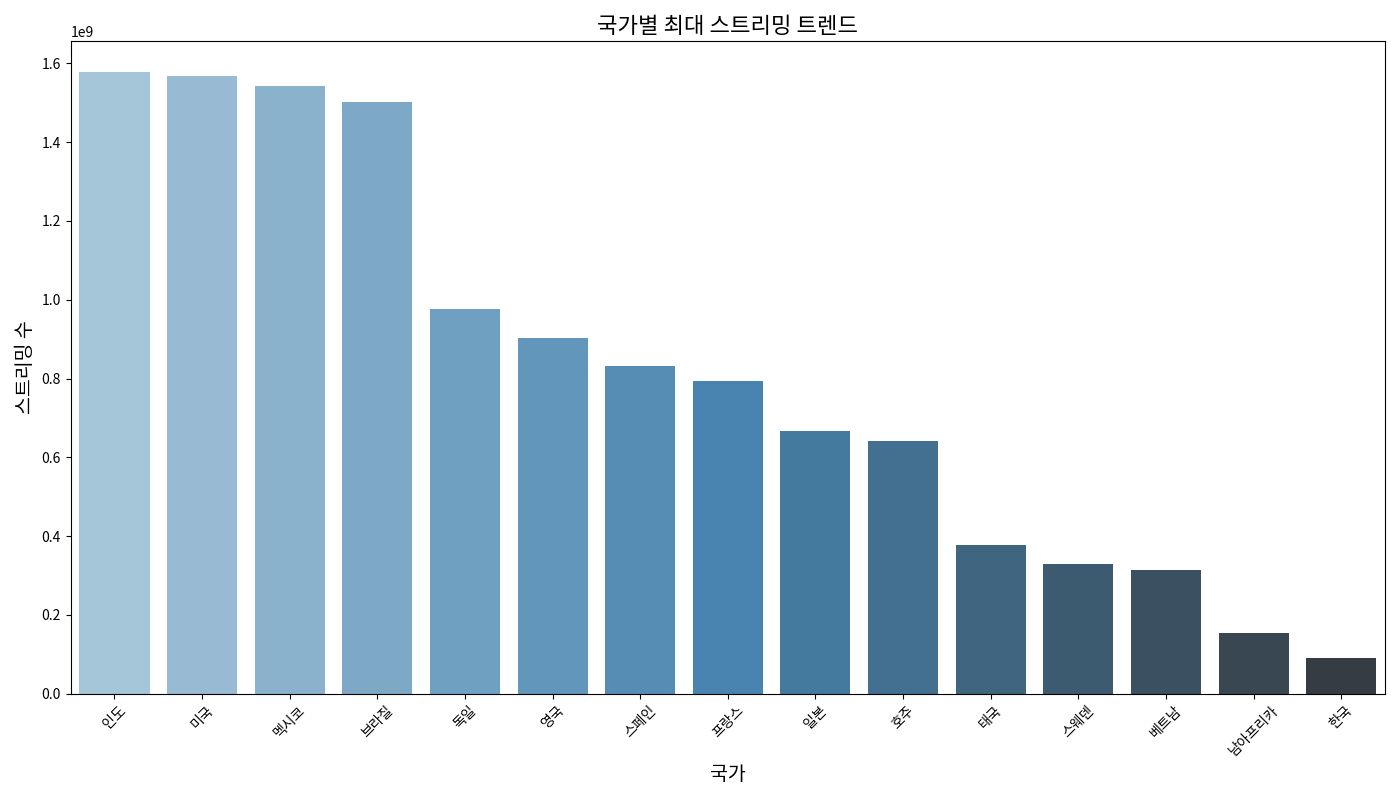 국가별 최대 스트리밍 트렌드
1e9
1.6
1.4
1.2
1.0
0.8
0.6
0.4
0.2
0.0
스트리밍 수
인도
미국
멕시코
브라질
독일
영국
스페인
프랑스
일본
호주
태국
스웨덴
베트남
남아프리카
한국
국가